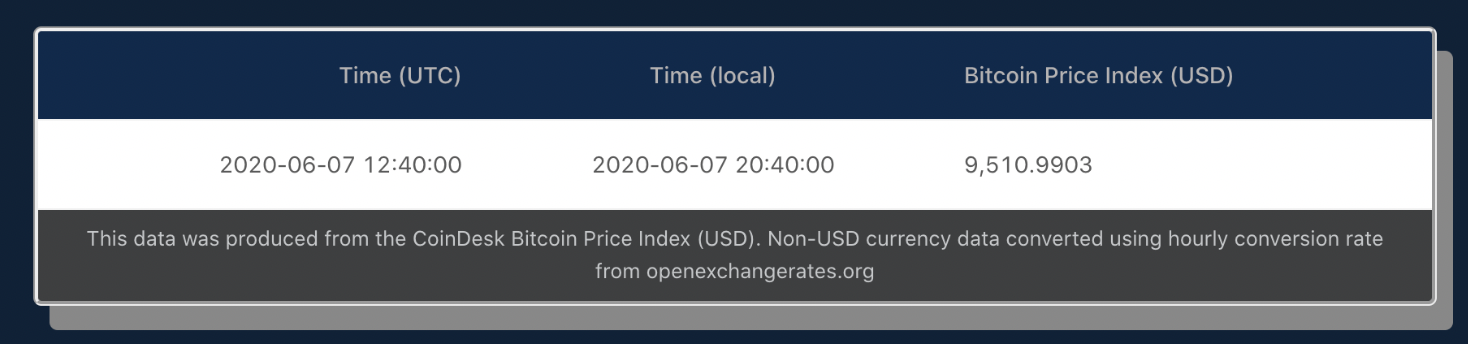 Time (UTC) Time (local) Bitcoin Price Index (USD)
2020-06-07 12:40:00 2020-06-07 20:40:00 9,510.9903
This data was produced from the CoinDesk Bitcoin Price Index (USD). Non-USD currency data converted using hourly conversion rate
from openexchangerates.org